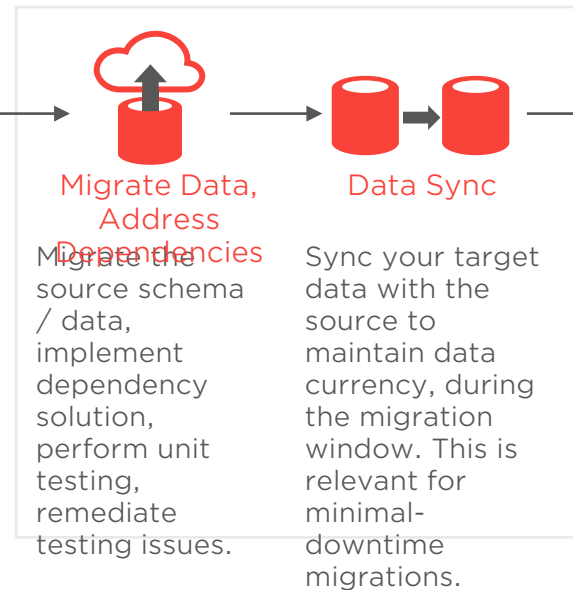 Migrate Data,
Address
Dependencies
Migrate the
source schema
/ data,
implement
dependency
solution,
perform unit
testing,
remediate
testing issues.
Data Sync
Sync your target
data with the
source to
maintain data
currency, during
the migration
window. This is
relevant for
minimal-
downtime
migrations.